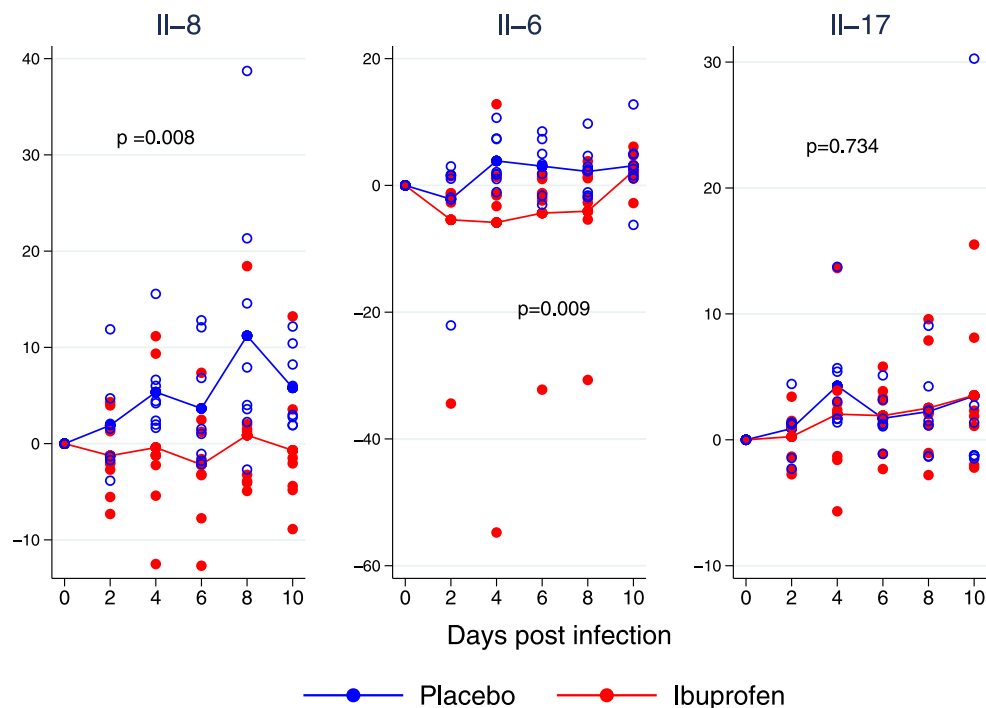 Il–8
Il–6
Il–17
40
30
20
10
0
−10
p =0.008
0 2 4 6 8 10
20
0
−20
−40
−60
p=0.009
0 2 4 6 8 10
30
20
10
0
−10
p=0.734
0 2 4 6 8 10
Days post infection
Placebo
Ibuprofen